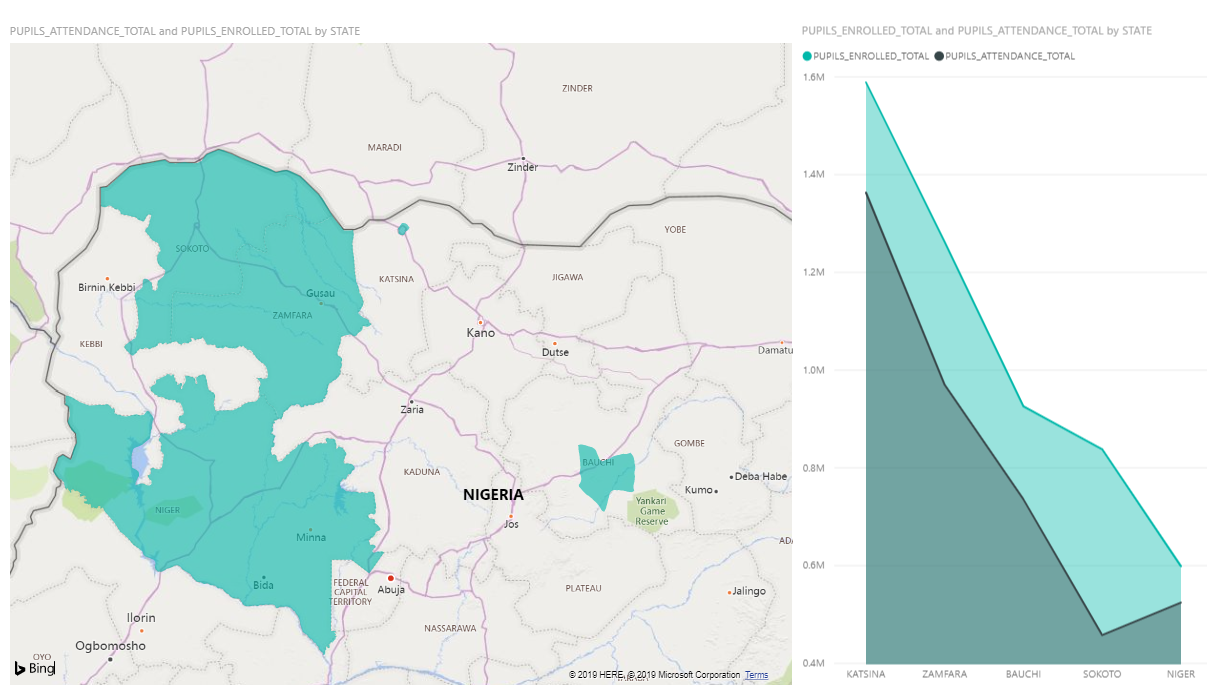 PUPILS_ATTENDANCE_TOTAL and PUPILS_ENROLLED_TOTAL by STATE
ZINDER
MARADI
Zinder
YOBE
SOKOTO
KATSINA
JIGAWA
Birnin Kebbi
Gusau
ZAMFARA
Kano
KEBBI
Dutse
Damatu
Zaria
GOMBE
BAUCHI
KADUNA
Deba Habe
NIGERIA
Kumo
Yankari
Game
Reserve
NIGER
Jos
Minna
ADA
Bida
FEDERAL
CAPITAL
TERRITORY
Abuja
PLATEAU
Jalingo
Ilorin
NASSARAWA
Ogbomosho
OYO
Bing
© 2019 HERE, © 2019 Microsoft Corporation Terms
PUPILS_ENROLLED_TOTAL and PUPILS_ATTENDANCE_TOTAL by STATE
PUPILS_ENROLLED_TOTAL PUPILS_ATTENDANCE_TOTAL
1.6M
1.4M
1.2M
1.0M
0.8M
0.6M
0.4M
KATSINA ZAMFARA BAUCHI SOKOTO NIGER